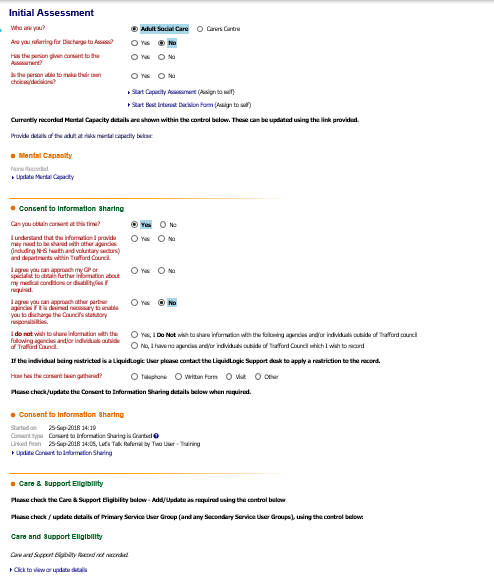 Initial Assessment
Who are you?
Adult Social Care
Carers Centre
Are you referring for Discharge to Assess?
Yes
No
Has the person given consent to the
Assessment?
Yes
No
Is the person able to make their own
choices/decisions?
Yes
No
Start Capacity Assessment (Assign to self)
Start Best Interest Decision Form (Assign to self)
Currently recorded Mental Capacity details are shown within the control below. These can be updated using the link provided.
Provide details of the adult at risks mental capacity below:
Mental Capacity
None Recorded
Update Mental Capacity
Consent to Information Sharing
Can you obtain consent at this time?
Yes
No
I understand that the information I provide
may need to be shared with other agencies
(including NHS health and voluntary sectors)
and departments within Trafford Council.
Yes
No
I agree you can approach my GP or
specialist to obtain further information about
my medical conditions or disability/ies if
required.
Yes
No
I agree you can approach other partner
agencies if it is deemed necessary to enable
you to discharge the Council's statutory
responsibilities.
Yes
No
I do not wish to share information with the
following agencies and/or individuals outside
of Trafford Council.
Yes, I Do Not wish to share information with the following agencies and/or individuals outside of Trafford council
No, I have no agencies and/or individuals outside of Trafford Council which I wish to record
If the individual being restricted is a LiquidLogic User please contact the LiquidLogic Support desk to apply a restriction to the record.
How has the consent been gathered?
Telephone
Written Form
Visit
Other
Please check/update the Consent to Information Sharing details below when required.
Consent to Information Sharing
Started on 25-Sep-2018 14:19
Consent type Consent to Information Sharing is Granted
Linked From 25-Sep-2018 14:05, Let's Talk Referral by Two User - Training
Update Consent to Information Sharing
Care & Support Eligibility
Please check the Care & Support Eligibility below - Add/Update as required using the control below
Please check / update details of Primary Service User Group (and any Secondary Service User Groups), using the control below:
Care and Support Eligibility
Care and Support Eligibility Record not recorded.
Click to view or update details